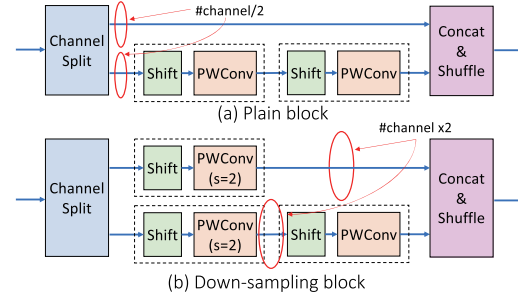 #channel/2
Channel
Split
Shift
PWConv
Shift
PWConv
Concat
&
Shuffle
(a) Plain block
#channel x2
Channel
Split
Shift
PWConv
(s=2)
Shift
PWConv
(s=2)
Shift
PWConv
Concat
&
Shuffle
(b) Down-sampling block